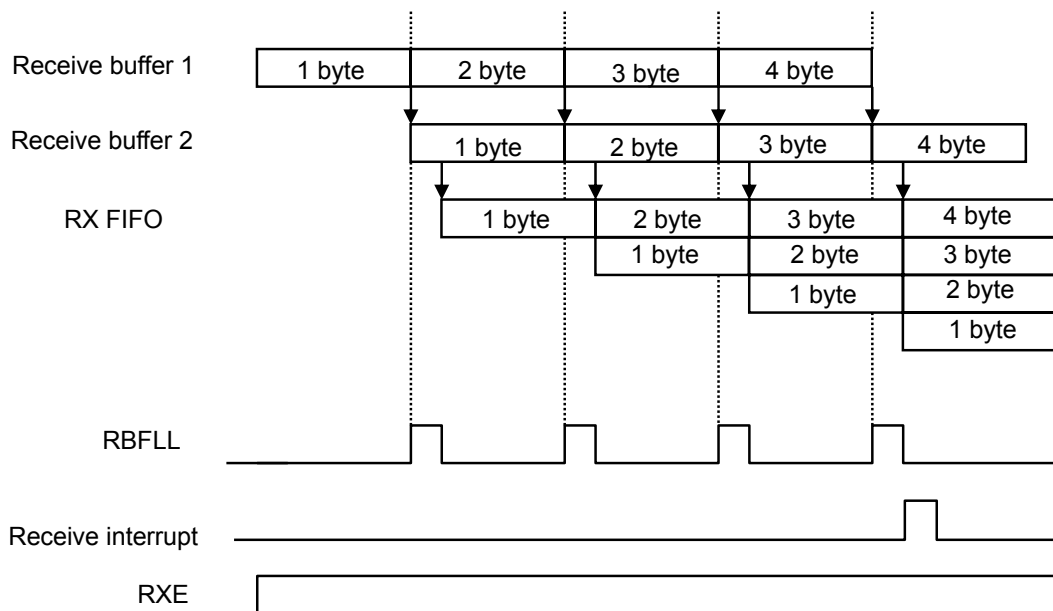 Receive buffer 1
1 byte 2 byte 3 byte 4 byte
Receive buffer 2
1 byte 2 byte 3 byte 4 byte
RX FIFO
1 byte 2 byte 3 byte 4 byte
1 byte 2 byte 3 byte
1 byte 2 byte
1 byte
RBFLL
Receive interrupt
RXE